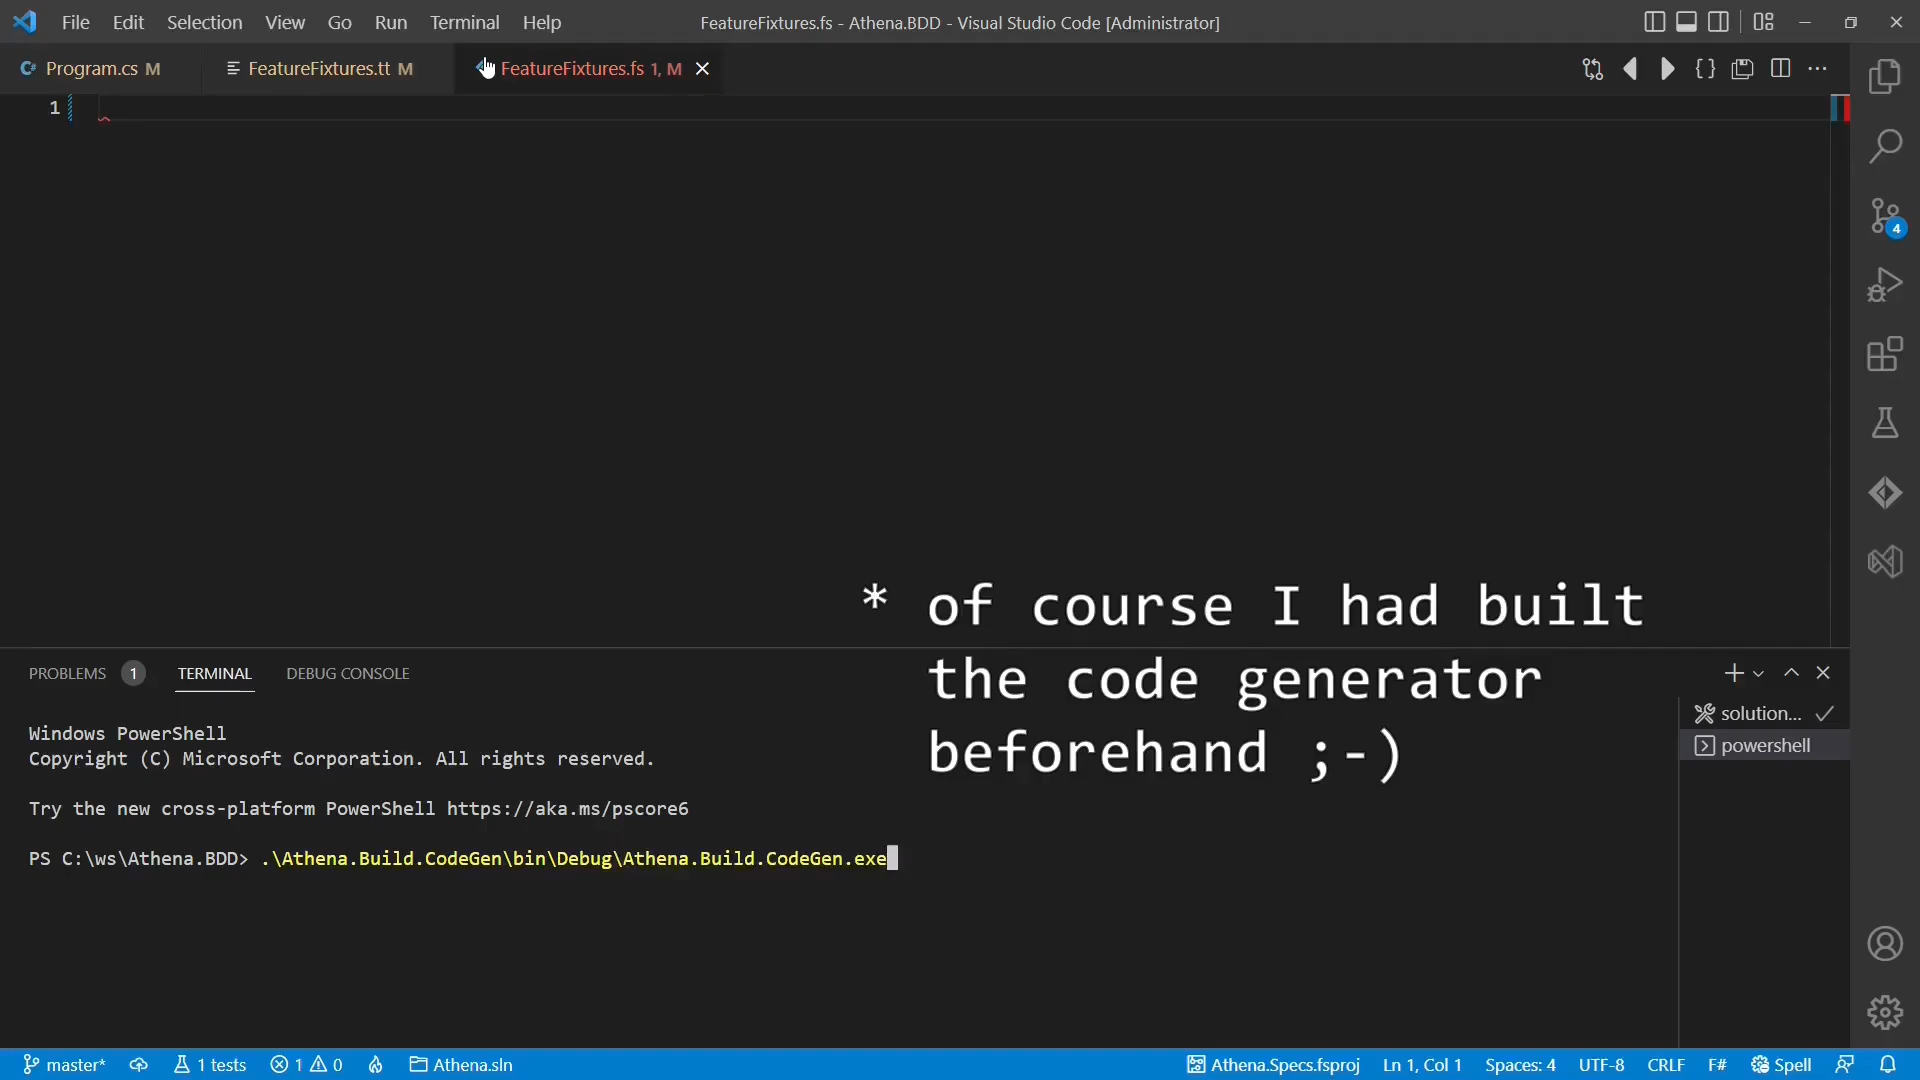 File Edit Selection View Go Run Terminal Help
FeatureFixtures.fs - Athena.BDD - Visual Studio Code [Administrator]
C# Program.cs M
FeatureFixtures.tt M
FeatureFixtures.fs 1, M
1
4
* of course I had built
the code generator
beforehand ;-)
PROBLEMS 1 TERMINAL DEBUG CONSOLE
solution...
powershell
Windows PowerShell
Copyright (C) Microsoft Corporation. All rights reserved.
Try the new cross-platform PowerShell https://aka.ms/pscore6
PS C:\ws\Athena.BDD> .\Athena.Build.CodeGen\bin\Debug\Athena.Build.CodeGen.exe
master* 1 tests 1 0 Athena.sln Athena.Specs.fsproj Ln 1, Col 1 Spaces: 4 UTF-8 CRLF F# Spell